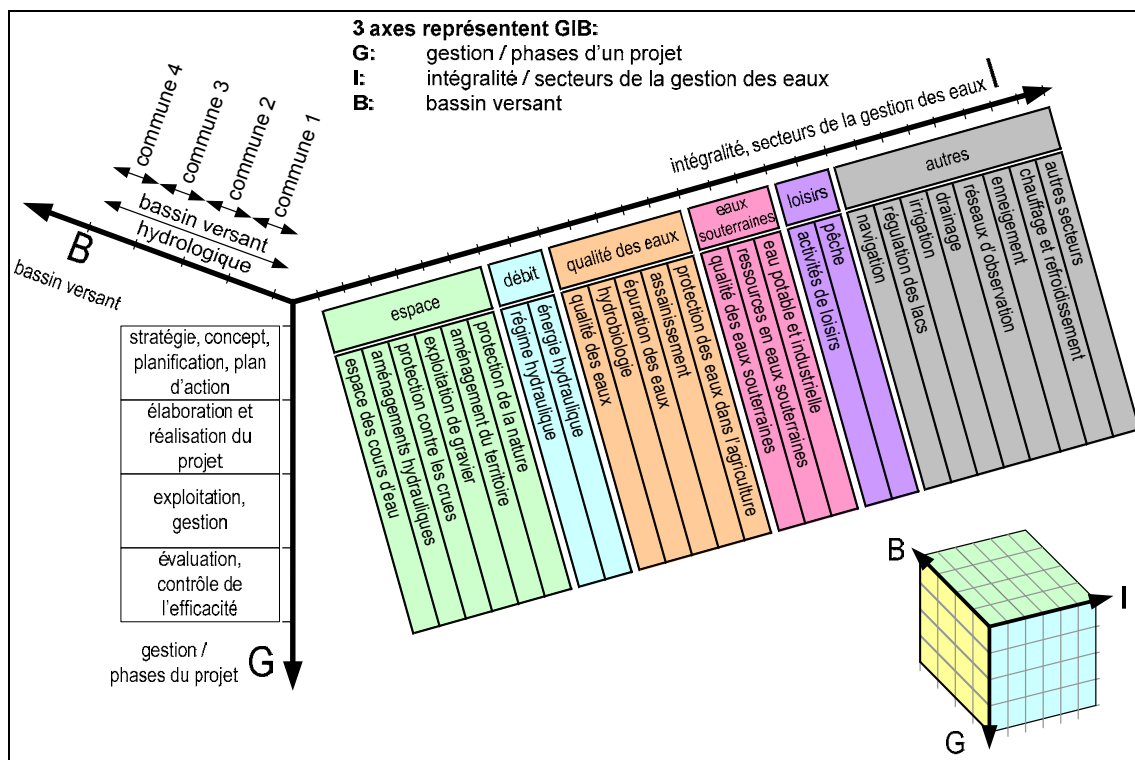 3 axes représentent GIB:
G: gestion / phases d'un projet
I: intégralité / secteurs de la gestion des eaux
B: bassin versant
commune 4
commune 3
commune 2
commune 1
bassin versant
hydrologique
B
bassin versant
intégralité, secteurs de la gestion des eaux
I
espace
espace des cours d'eau
aménagements hydrauliques
protection contre les crues
exploitation de gravier
aménagement du territoire
protection de la nature
débit
régime hydraulique
énergie hydraulique
qualité des eaux
qualité des eaux
hydrobiologie
épuration des eaux
assainissement
protection des eaux dans l'agriculture
eaux
souterraines
qualité des eaux souterraines
ressources en eaux souterraines
eau potable et industrielle
loisirs
activités de loisirs
pêche
autres
navigation
régulation des lacs
irrigation
drainage
réseaux d'observation
enneigement
chauffage et refroidissement
autres secteurs
stratégie, concept,
planification, plan
d'action
élaboration et
réalisation du
projet
exploitation,
gestion
évaluation,
contrôle de
l'efficacité
gestion /
phases du projet
G
B
I
G